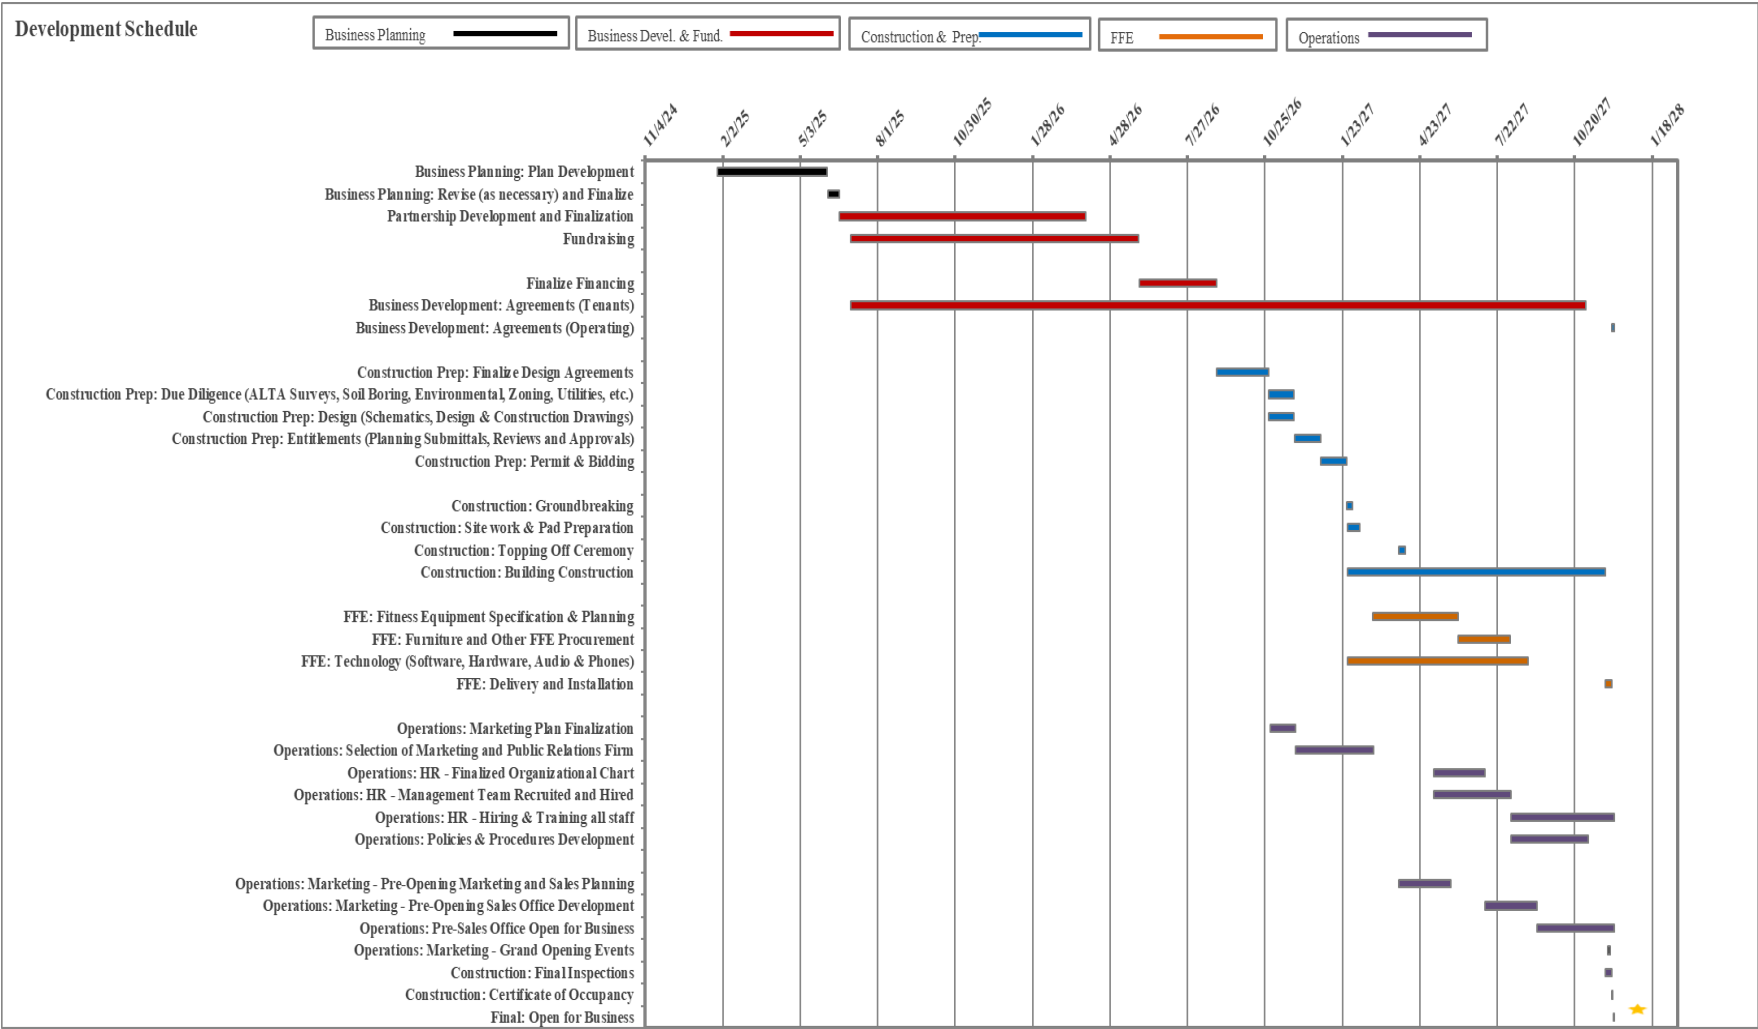 Development Schedule
Business Planning
Business Devel. & Fund.
Construction & Prep.
FFE
Operations
11/4/24
2/2/25
5/3/25
8/1/25
10/30/25
1/28/26
4/28/26
7/27/26
10/25/26
1/23/27
4/23/27
7/22/27
10/20/27
1/18/28
Business Planning: Plan Development
Business Planning: Revise (as necessary) and Finalize
Partnership Development and Finalization
Fundraising
Finalize Financing
Business Development: Agreements (Tenants)
Business Development: Agreements (Operating)
Construction Prep: Finalize Design Agreements
Construction Prep: Due Diligence (ALTA Surveys, Soil Boring, Environmental, Zoning, Utilities, etc.)
Construction Prep: Design (Schematics, Design & Construction Drawings)
Construction Prep: Entitlements (Planning Submittals, Reviews and Approvals)
Construction Prep: Permit & Bidding
Construction: Groundbreaking
Construction: Site work & Pad Preparation
Construction: Topping Off Ceremony
Construction: Building Construction
FFE: Fitness Equipment Specification & Planning
FFE: Furniture and Other FFE Procurement
FFE: Technology (Software, Hardware, Audio & Phones)
FFE: Delivery and Installation
Operations: Marketing Plan Finalization
Operations: Selection of Marketing and Public Relations Firm
Operations: HR - Finalized Organizational Chart
Operations: HR - Management Team Recruited and Hired
Operations: HR - Hiring & Training all staff
Operations: Policies & Procedures Development
Operations: Marketing - Pre-Opening Marketing and Sales Planning
Operations: Marketing - Pre-Opening Sales Office Development
Operations: Pre-Sales Office Open for Business
Operations: Marketing - Grand Opening Events
Construction: Final Inspections
Construction: Certificate of Occupancy
Final: Open for Business